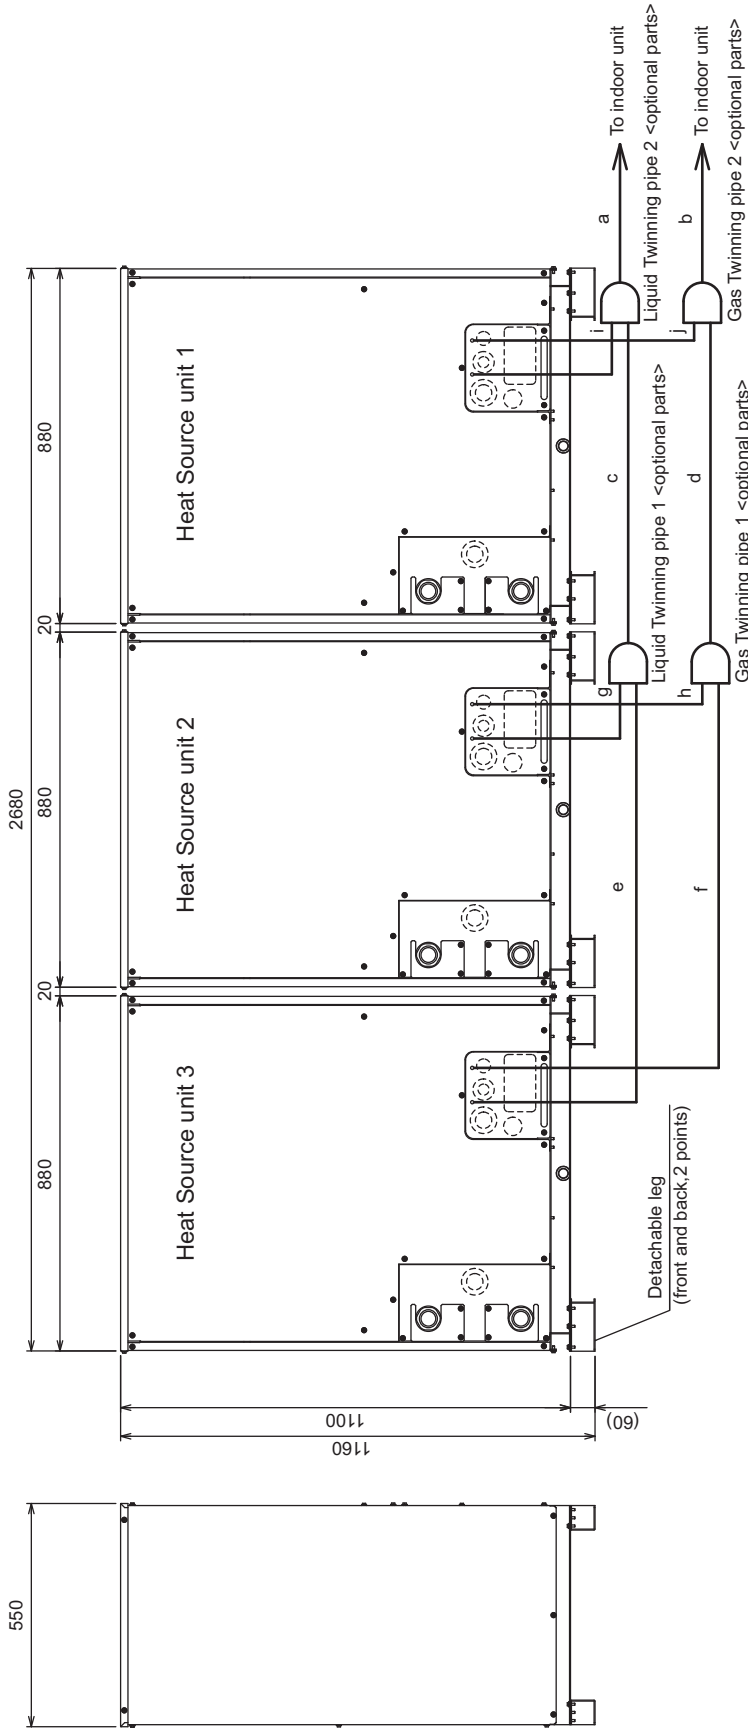 2680
880
20
880
20
880
550
Heat Source unit 3
Heat Source unit 2
Heat Source unit 1
1100
1160
(60)
Detachable leg
(front and back,2 points)
e
f
g
h
Liquid Twinning pipe 1 <optional parts>
Gas Twinning pipe 1 <optional parts>
c
d
i
j
Liquid Twinning pipe 2 <optional parts>
Gas Twinning pipe 2 <optional parts>
a
b
To indoor unit
To indoor unit